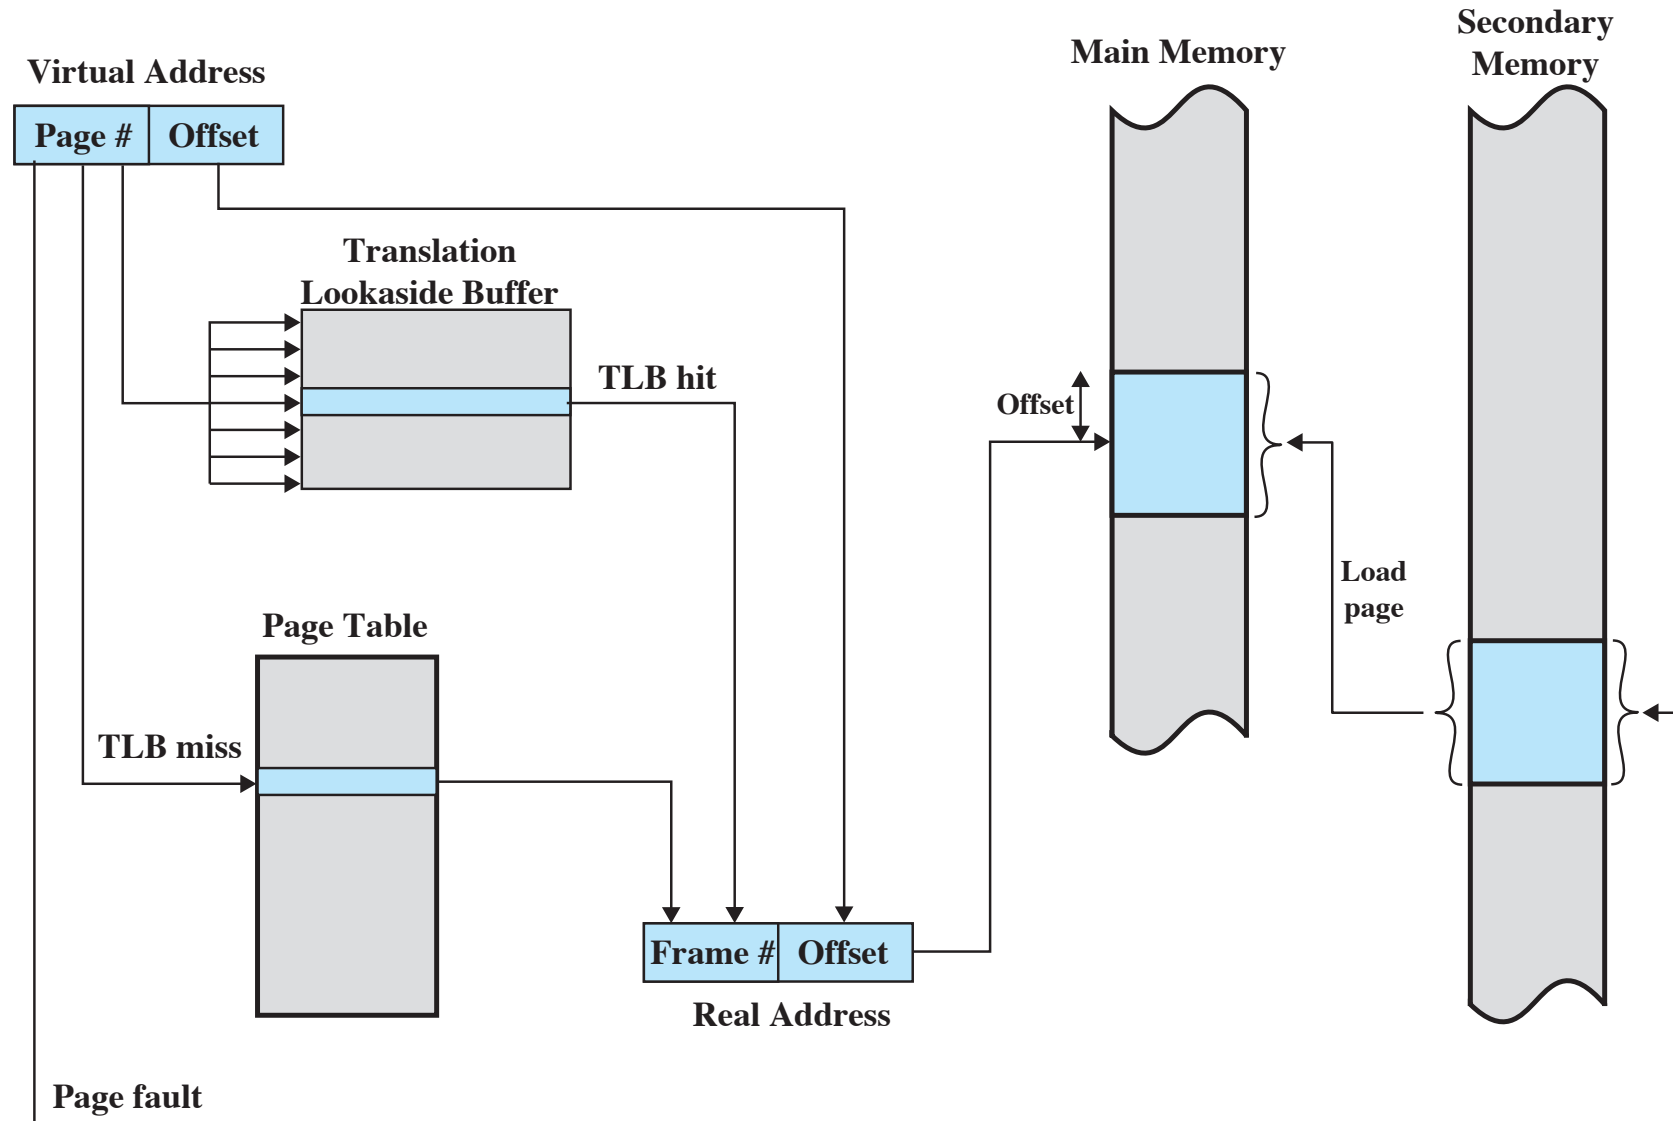 Secondary
Memory
Main Memory
Virtual Address
Page #
Offset
Translation
Lookaside Buffer
TLB hit
Offset
Load
page
Page Table
TLB miss
Frame #
Offset
Real Address
Page fault